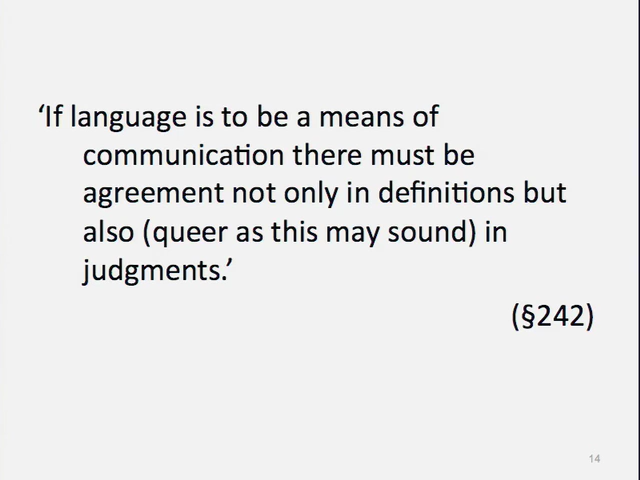 ‘If language is to be a means of
communication there must be
agreement not only in definitions but
also (queer as this may sound) in
judgments.’
(§242)
14